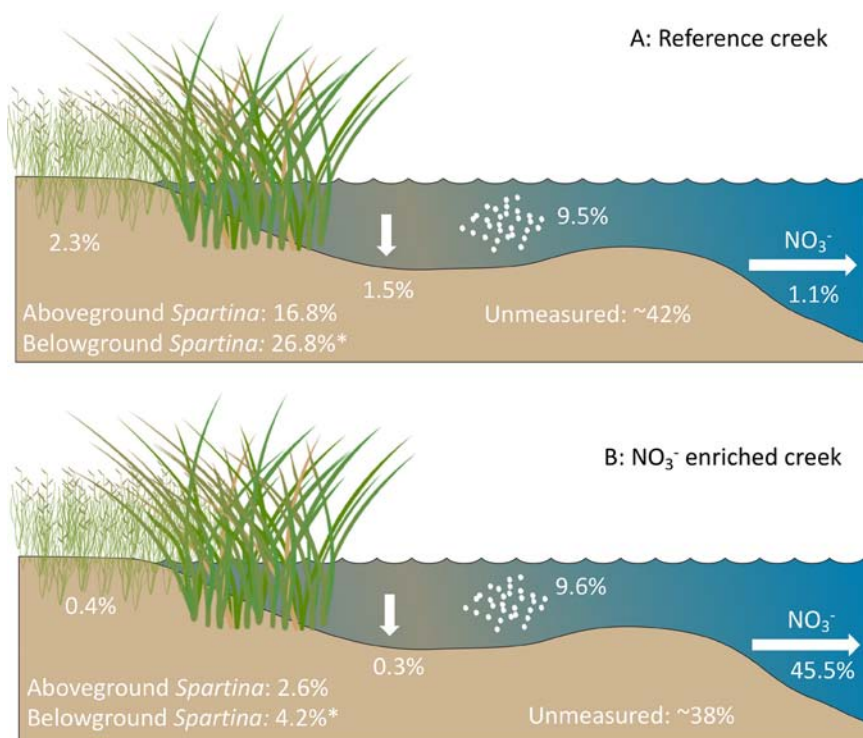 A: Reference creek
9.5%
NO₃⁻
2.3%
1.5%
1.1%
Aboveground Spartina: 16.8%
Unmeasured: ~42%
Belowground Spartina: 26.8%*
B: NO₃⁻ enriched creek
9.6%
NO₃⁻
0.4%
0.3%
45.5%
Aboveground Spartina: 2.6%
Belowground Spartina: 4.2%*
Unmeasured: ~38%